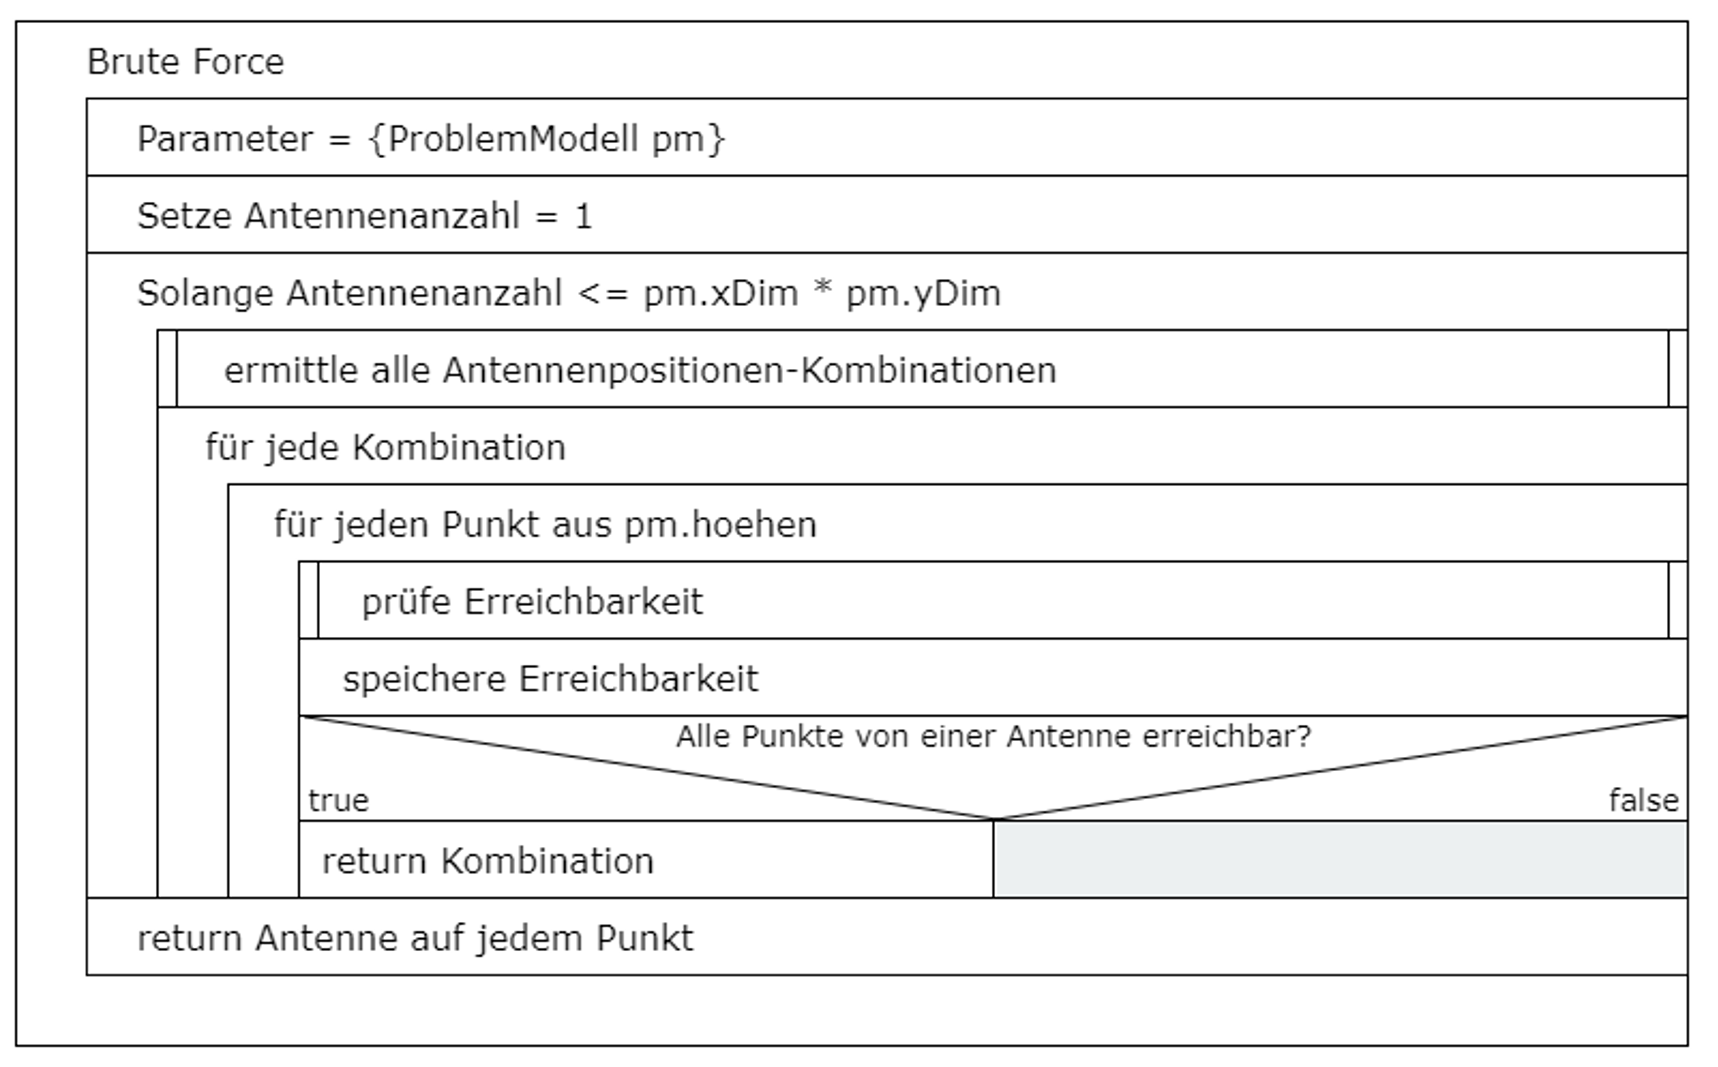 Brute Force
Parameter = {ProblemModell pm}
Setze Antennenanzahl = 1
Solange Antennenanzahl <= pm.xDim * pm.yDim
ermittle alle Antennenpositionen-Kombinationen
für jede Kombination
für jeden Punkt aus pm.hoehen
prüfe Erreichbarkeit
speichere Erreichbarkeit
Alle Punkte von einer Antenne erreichbar?
true
false
return Kombination
return Antenne auf jedem Punkt